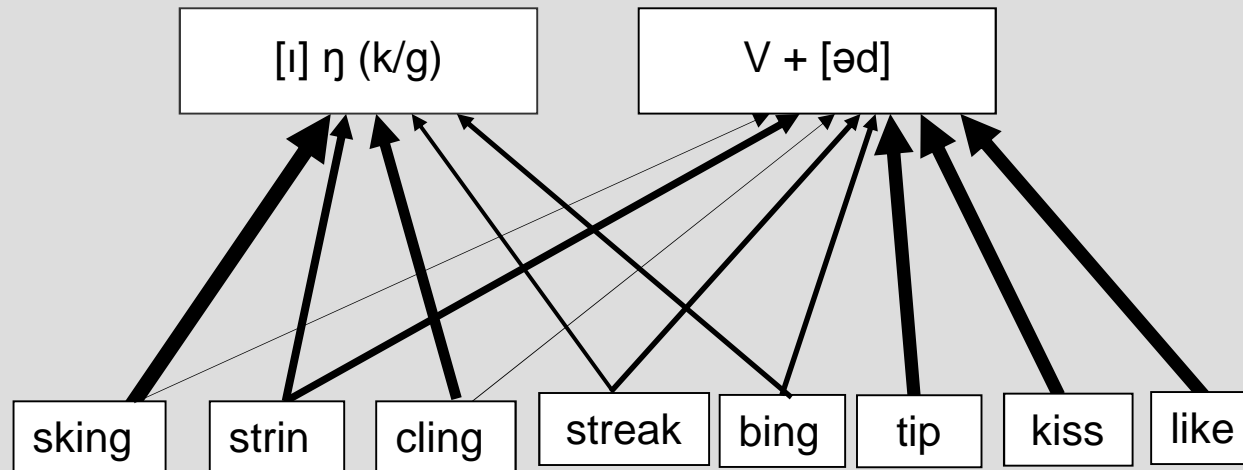 [ɪ] ŋ (k/g)
V + [əd]
sking
strin
cling
streak
bing
tip
kiss
like